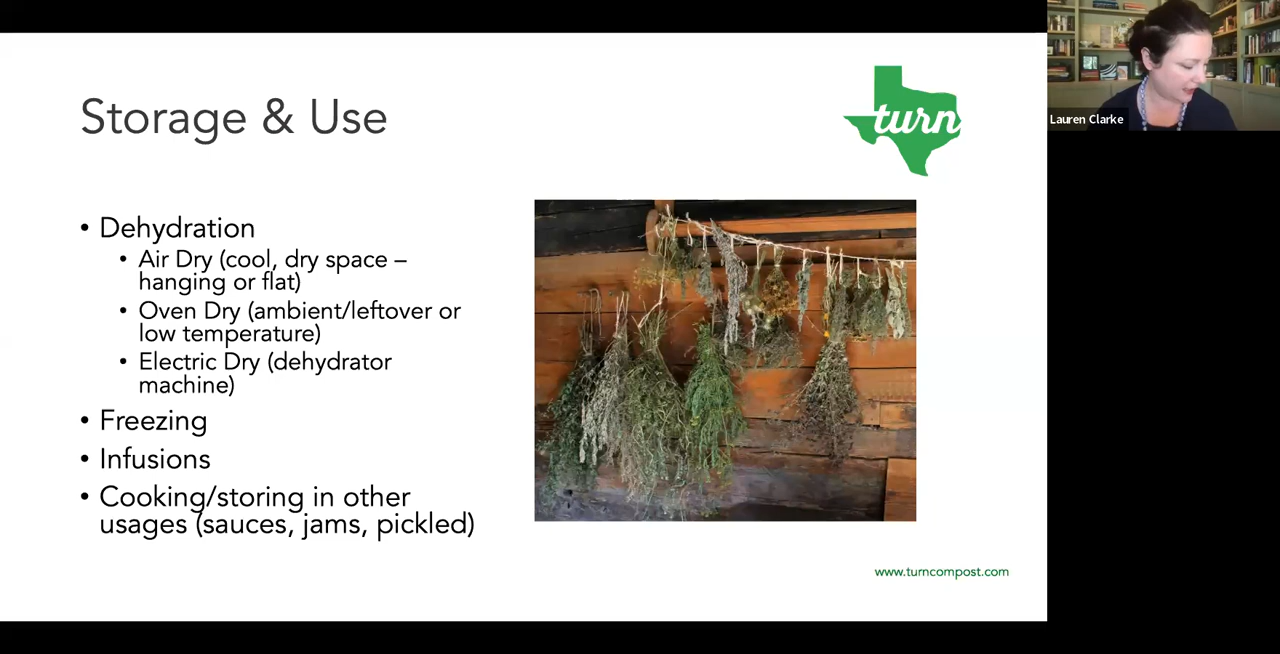 Storage & Use
turn
Lauren Clarke
• Dehydration
• Air Dry (cool, dry space –
hanging or flat)
• Oven Dry (ambient/leftover or
low temperature)
• Electric Dry (dehydrator
machine)
• Freezing
• Infusions
• Cooking/storing in other
usages (sauces, jams, pickled)
www.turncompost.com